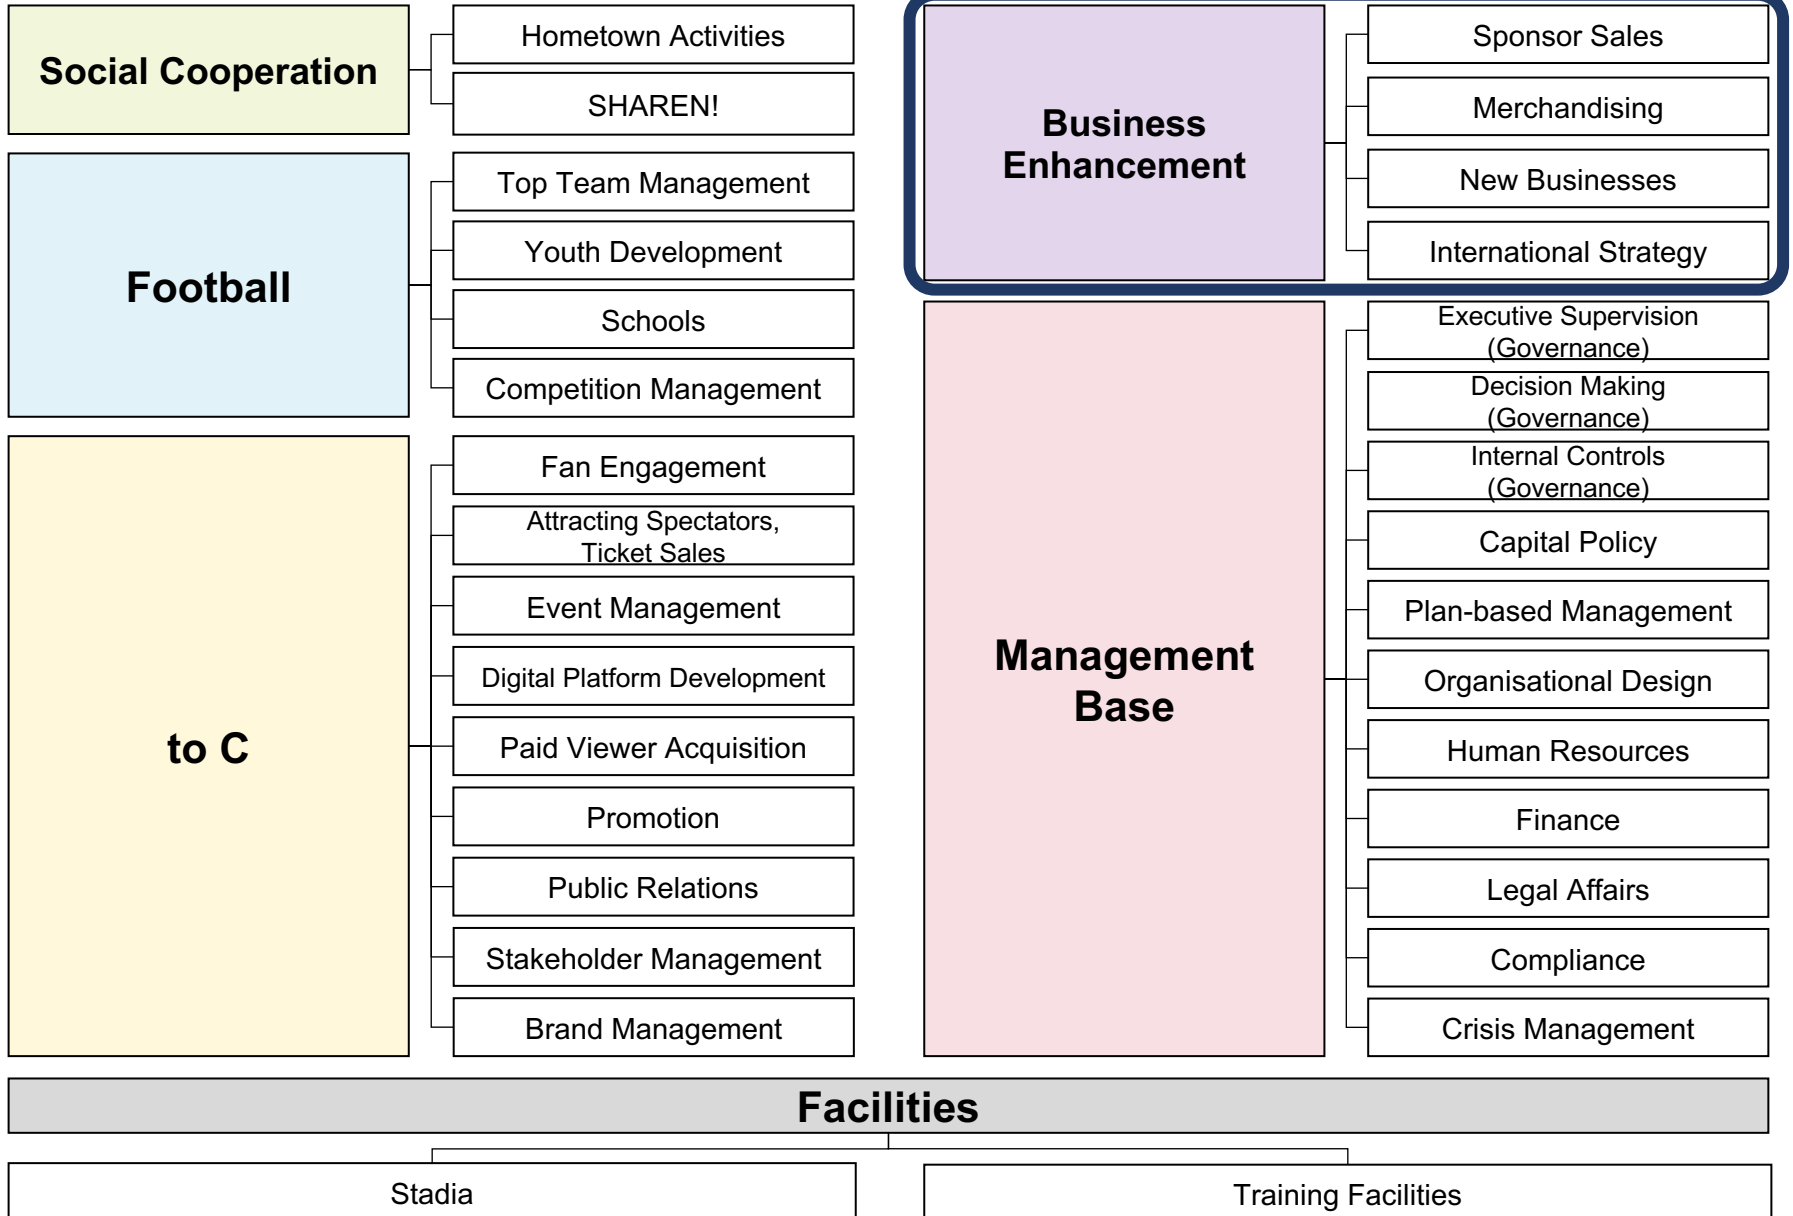 Social Cooperation
Hometown Activities
SHAREN!
Football
Top Team Management
Youth Development
Schools
Competition Management
to C
Fan Engagement
Attracting Spectators,
Ticket Sales
Event Management
Digital Platform Development
Paid Viewer Acquisition
Promotion
Public Relations
Stakeholder Management
Brand Management
Business
Enhancement
Sponsor Sales
Merchandising
New Businesses
International Strategy
Management
Base
Executive Supervision
(Governance)
Decision Making
(Governance)
Internal Controls
(Governance)
Capital Policy
Plan-based Management
Organisational Design
Human Resources
Finance
Legal Affairs
Compliance
Crisis Management
Facilities
Stadia
Training Facilities